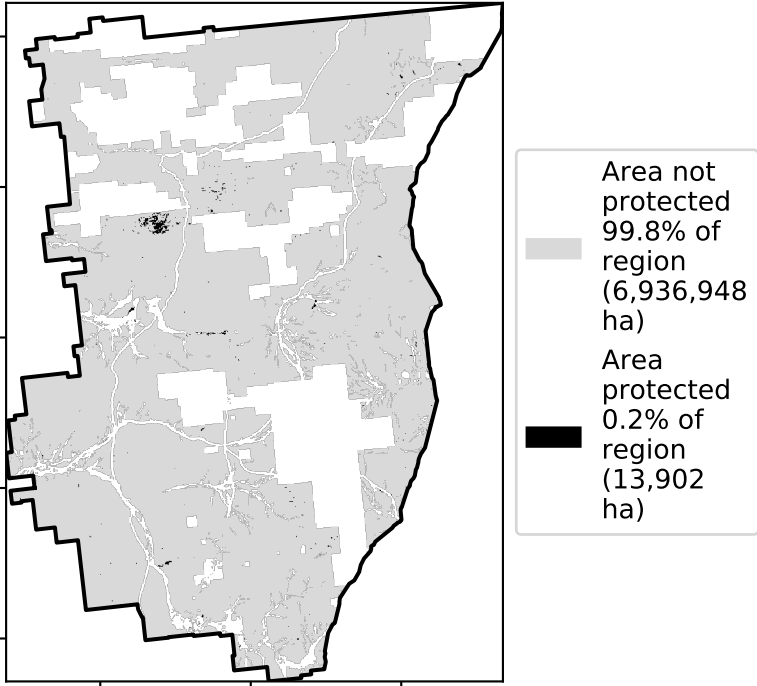 Area not
protected
99.8% of
region
(6,936,948
ha)
Area
protected
0.2% of
region
(13,902
ha)